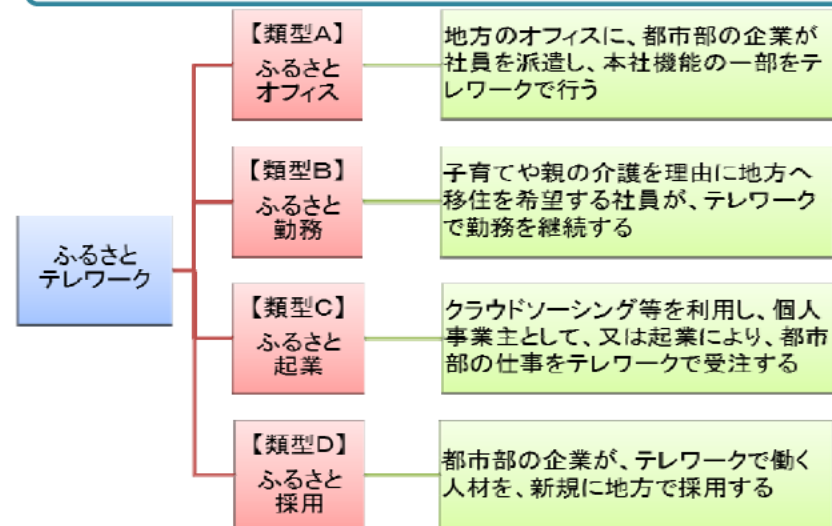 ふるさと
テレワーク
【類型A】
ふるさと
オフィス
地方のオフィスに、都市部の企業が
社員を派遣し、本社機能の一部をテ
レワークで行う
【類型B】
ふるさと
勤務
子育てや親の介護を理由に地方へ
移住を希望する社員が、テレワーク
で勤務を継続する
【類型C】
ふるさと
起業
クラウドソーシング等を利用し、個人
事業主として、又は起業により、都市
部の仕事をテレワークで受注する
【類型D】
ふるさと
採用
都市部の企業が、テレワークで働く
人材を、新規に地方で採用する